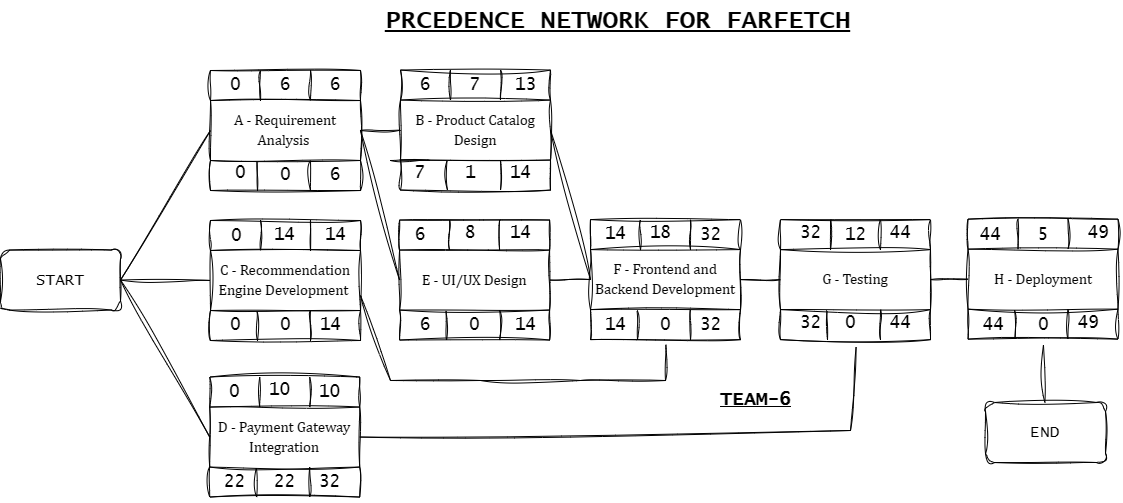 PRCEDENCE NETWORK FOR FARFETCH
0 6 6
A - Requirement
Analysis
0 0 6
6 7 13
B - Product Catalog
Design
7 1 14
0 14 14
C - Recommendation
Engine Development
0 0 14
6 8 14
E - UI/UX Design
6 0 14
14 18 32
F - Frontend and
Backend Development
14 0 32
32 12 44
G - Testing
32 0 44
44 5 49
H - Deployment
44 0 49
START
0 10 10
D - Payment Gateway
Integration
22 22 32
TEAM-6
END